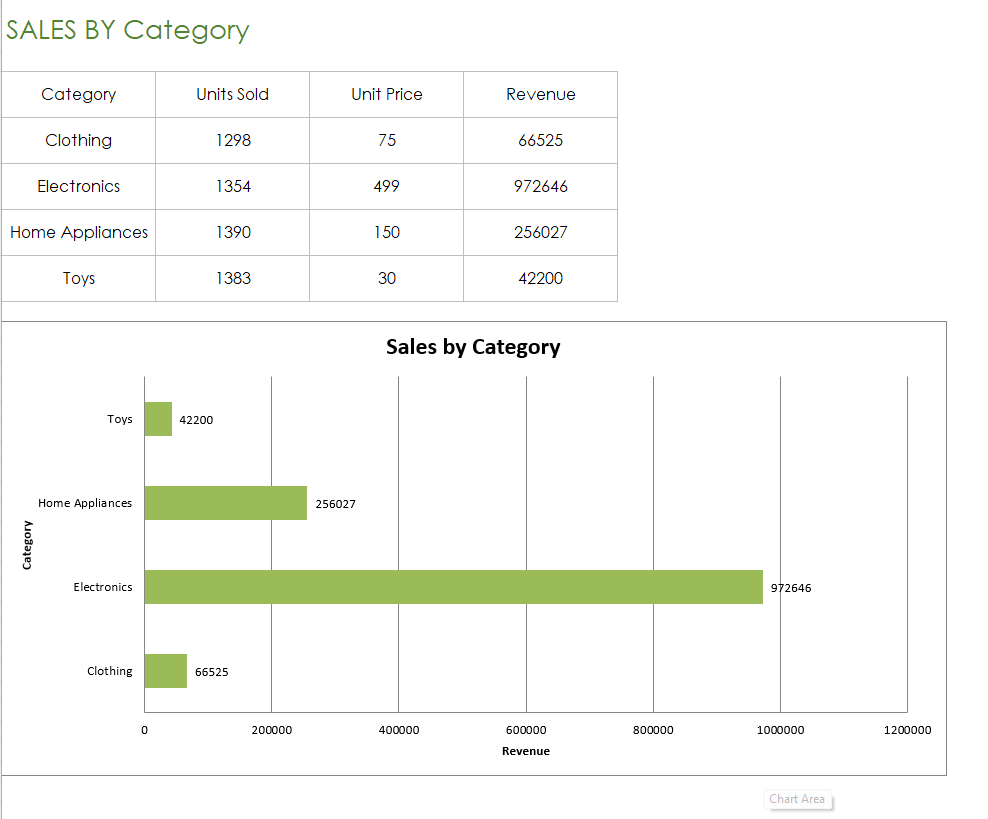 SALES BY Category
Category Units Sold Unit Price Revenue
Clothing 1298 75 66525
Electronics 1354 499 972646
Home Appliances 1390 150 256027
Toys 1383 30 42200
Sales by Category
Toys 42200
Home Appliances 256027
Category
Electronics 972646
Clothing 66525
0 200000 400000 600000 800000 1000000 1200000
Revenue
Chart Area